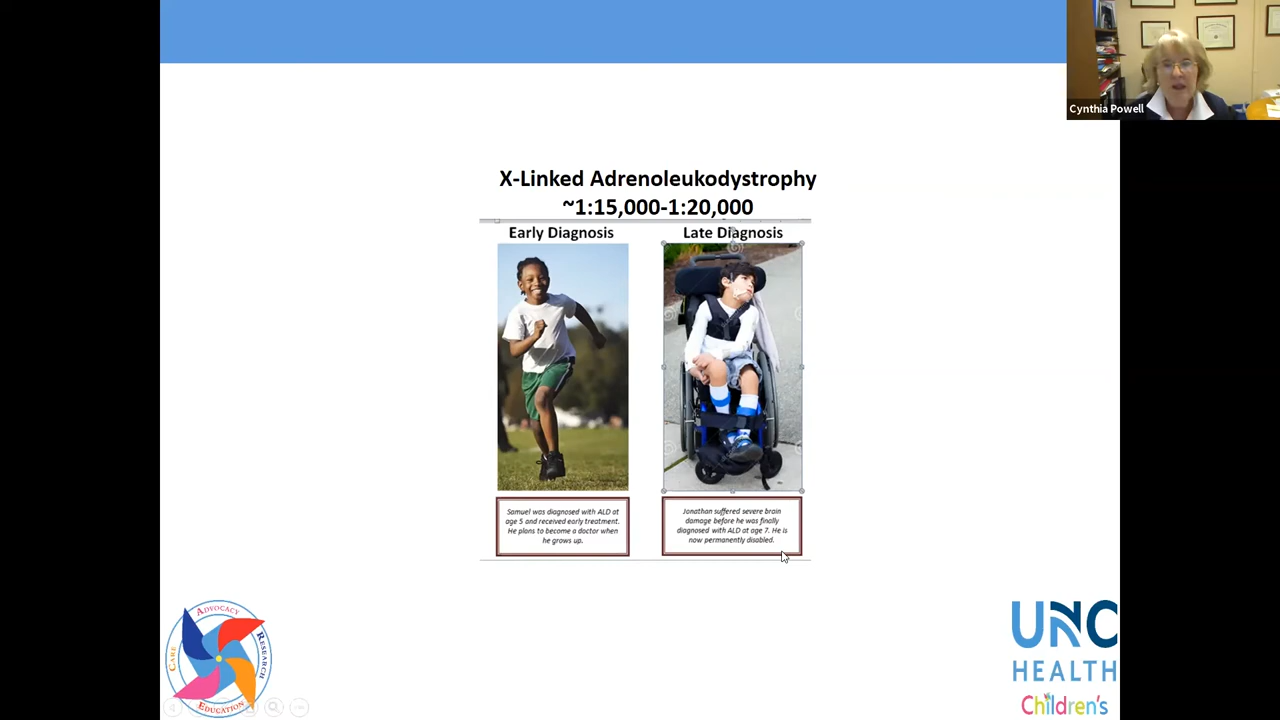 Cynthia Powell
X-Linked Adrenoleukodystrophy
~1:15,000-1:20,000
Early Diagnosis
Late Diagnosis
Samuel was diagnosed with ALD at
age 5 and received early treatment.
He plans to become a doctor when
he grows up.
Jonathan suffered severe brain
damage before he was finally
diagnosed with ALD at age 7. He is
now permanently disabled.
CARE
ADVOCACY
RESEARCH
EDUCATION
UNC
HEALTH
Children's